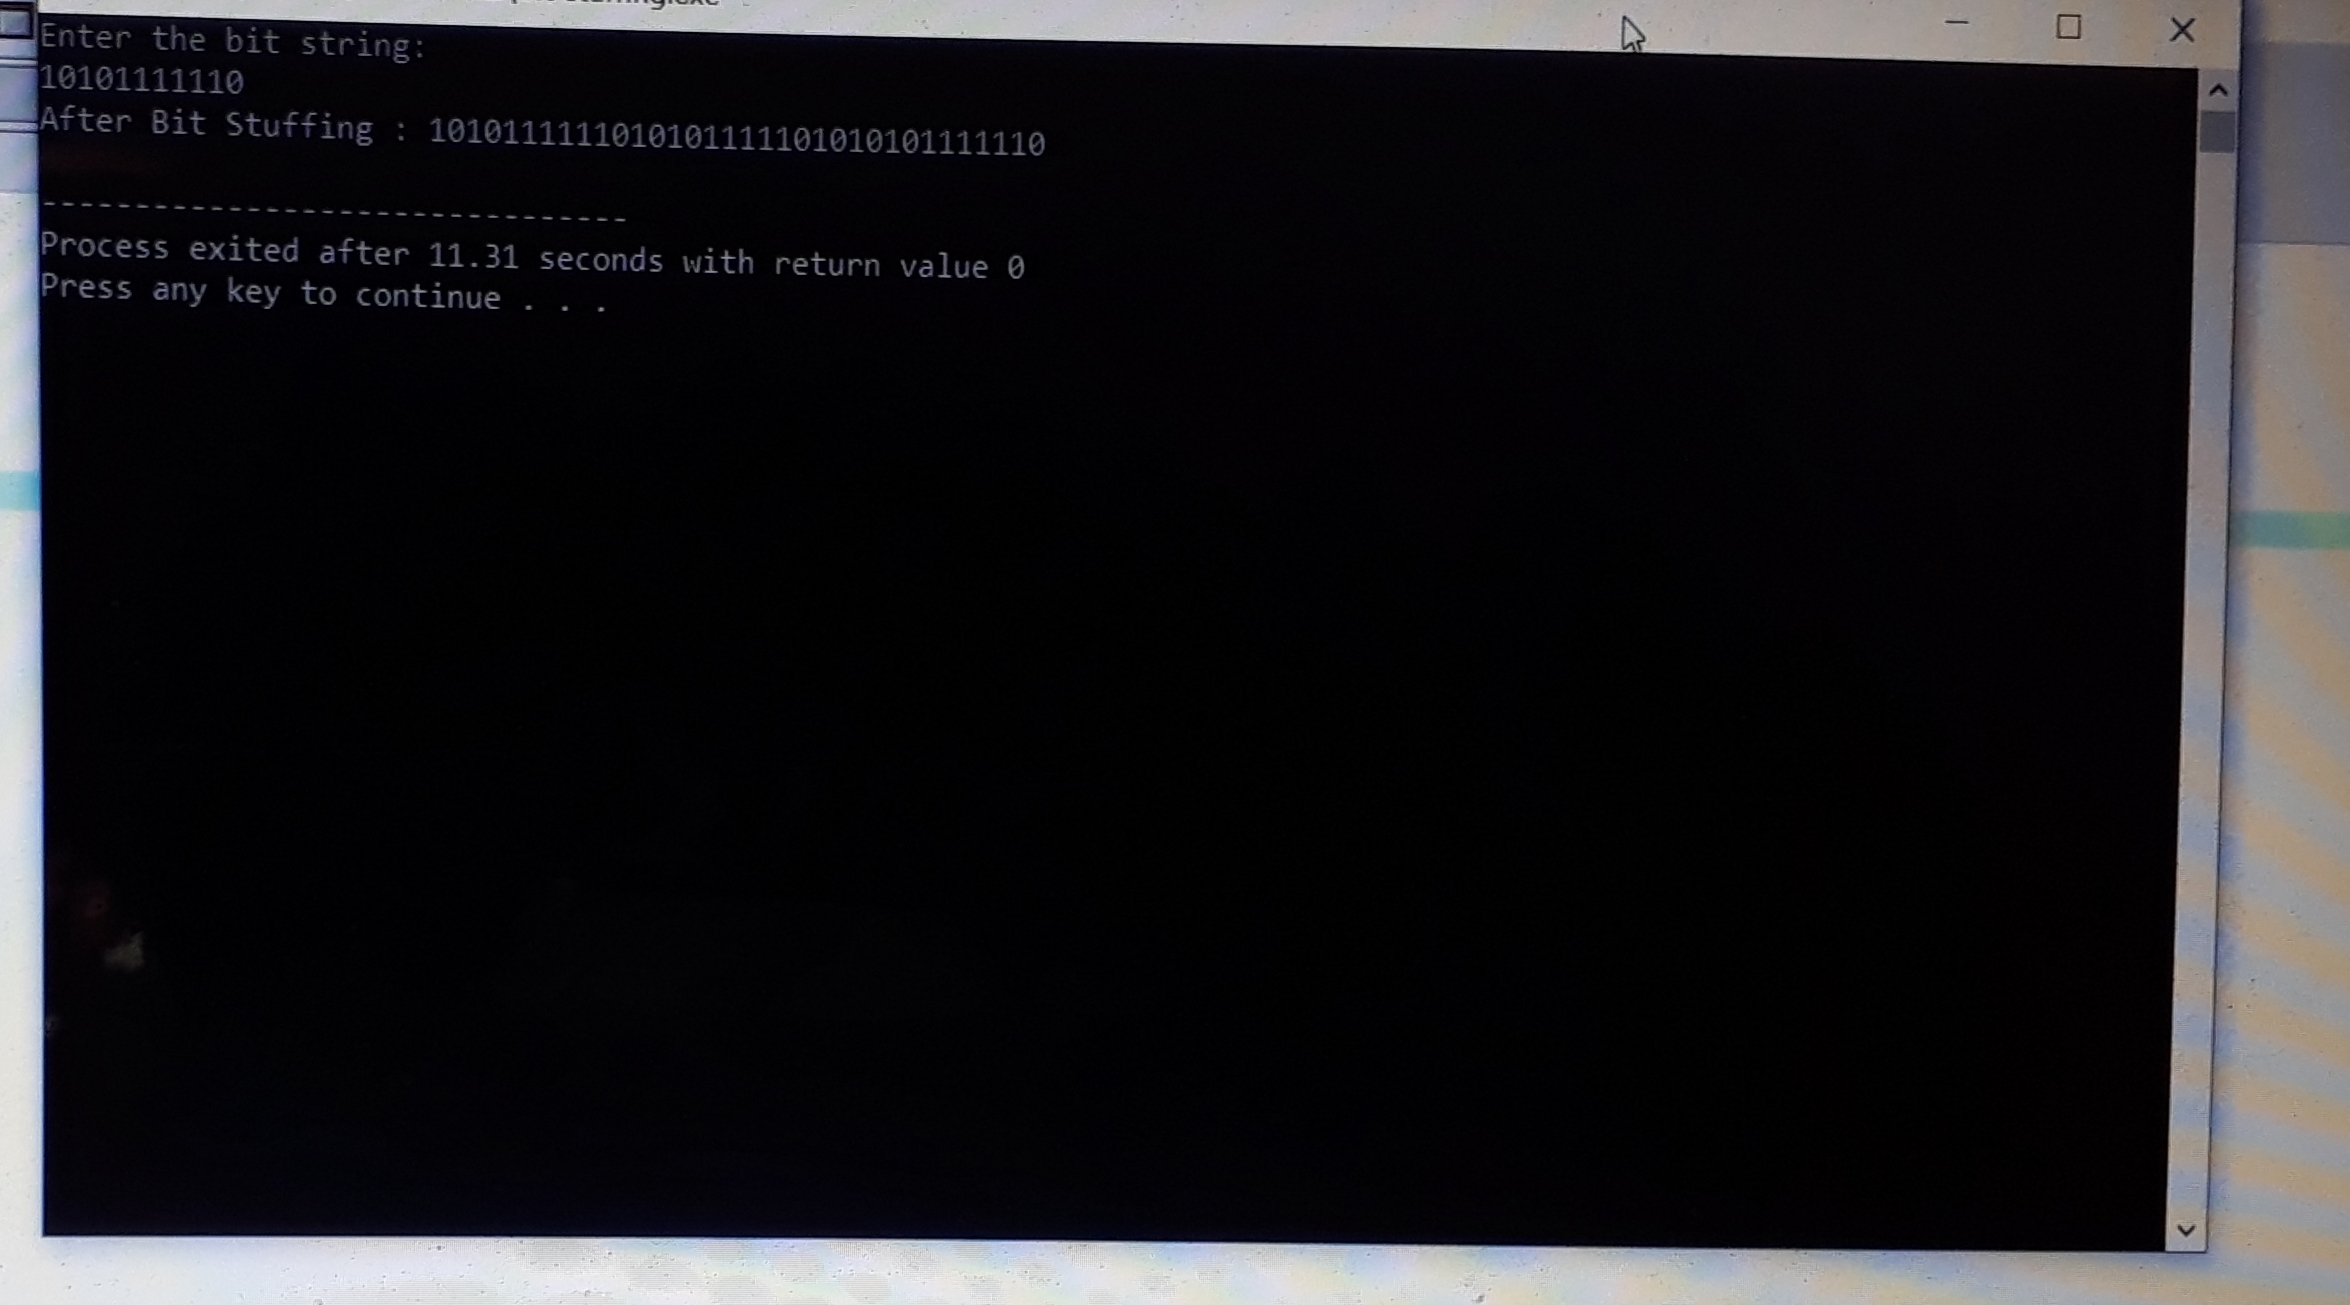 Enter the bit string:
10101111110
After Bit Stuffing : 1010111111010101111101010101111110
--------------------------------
Process exited after 11.31 seconds with return value 0
Press any key to continue . . .